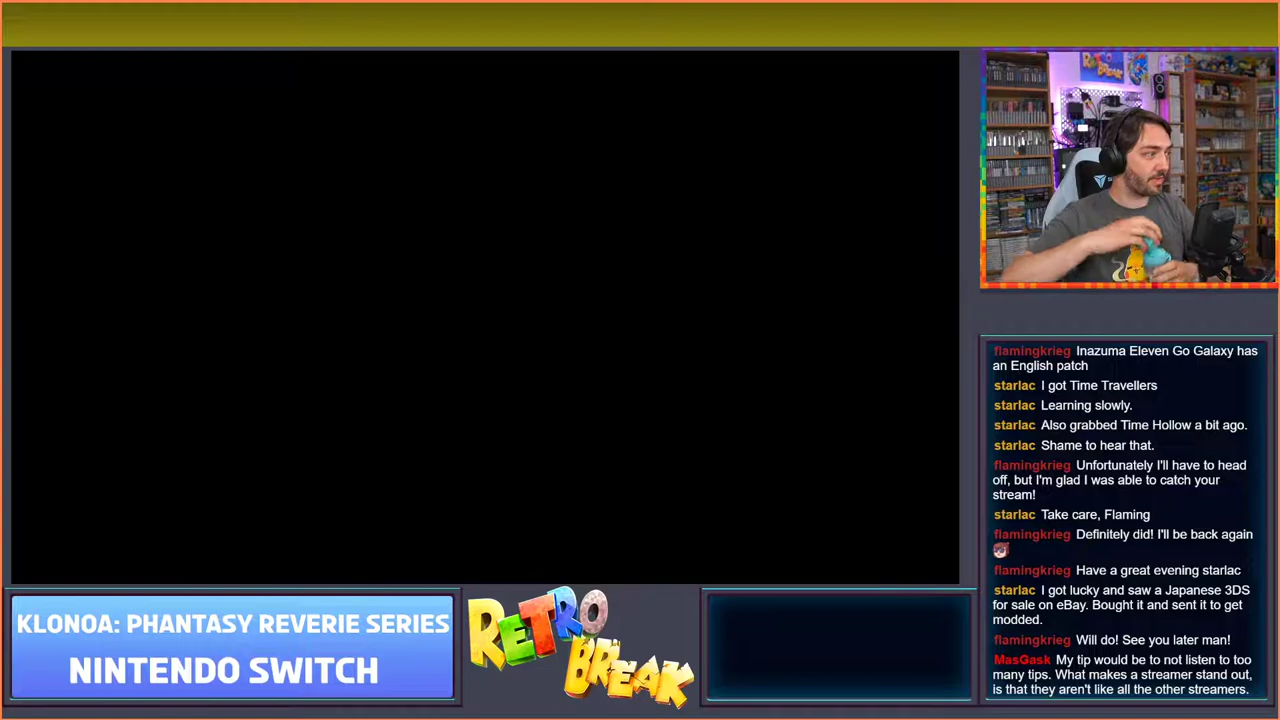 flamingkrieg Inazuma Eleven Go Galaxy has
an English patch
starlac I got Time Travellers
starlac Learning slowly.
starlac Also grabbed Time Hollow a bit ago.
starlac Shame to hear that.
flamingkrieg Unfortunately I'll have to head
off, but I'm glad I was able to catch your
stream!
starlac Take care, Flaming
flamingkrieg Definitely did! I'll be back again
flamingkrieg Have a great evening starlac
starlac I got lucky and saw a Japanese 3DS
for sale on eBay. Bought it and sent it to get
modded.
flamingkrieg Will do! See you later man!
MasGask My tip would be to not listen to too
many tips. What makes a streamer stand out,
is that they aren't like all the other streamers.
KLONOA: PHANTASY REVERIE SERIES
NINTENDO SWITCH
RETRO
BREAK